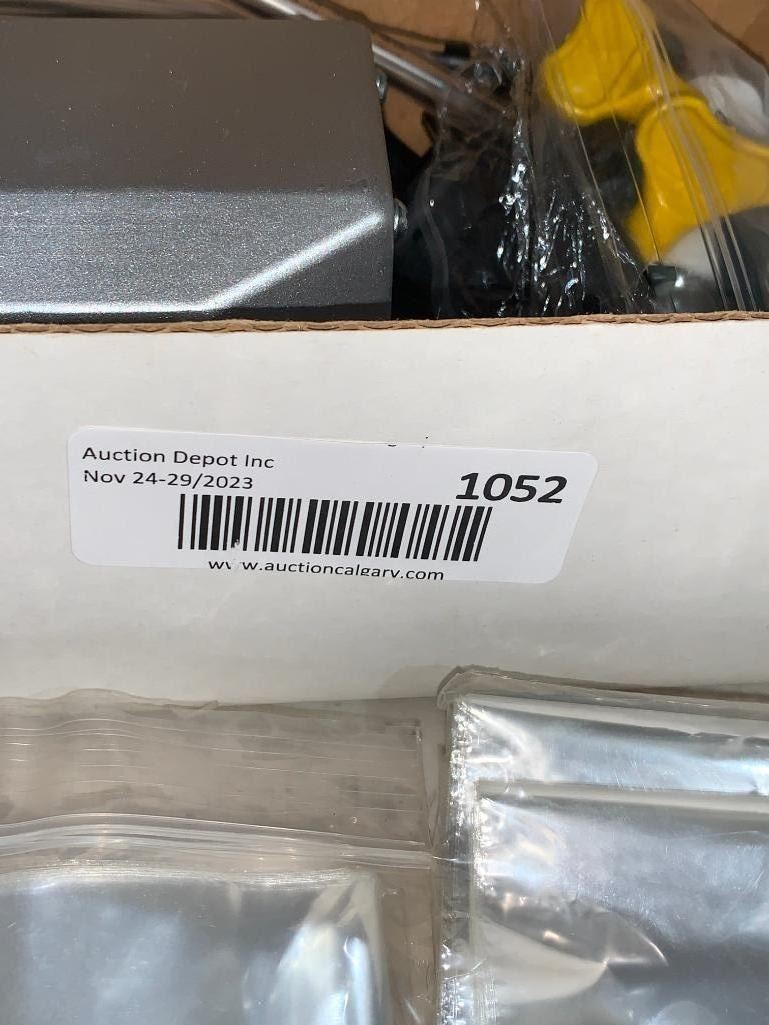 Auction Depot Inc
Nov 24-29/2023
1052
www.auctioncalgary.com